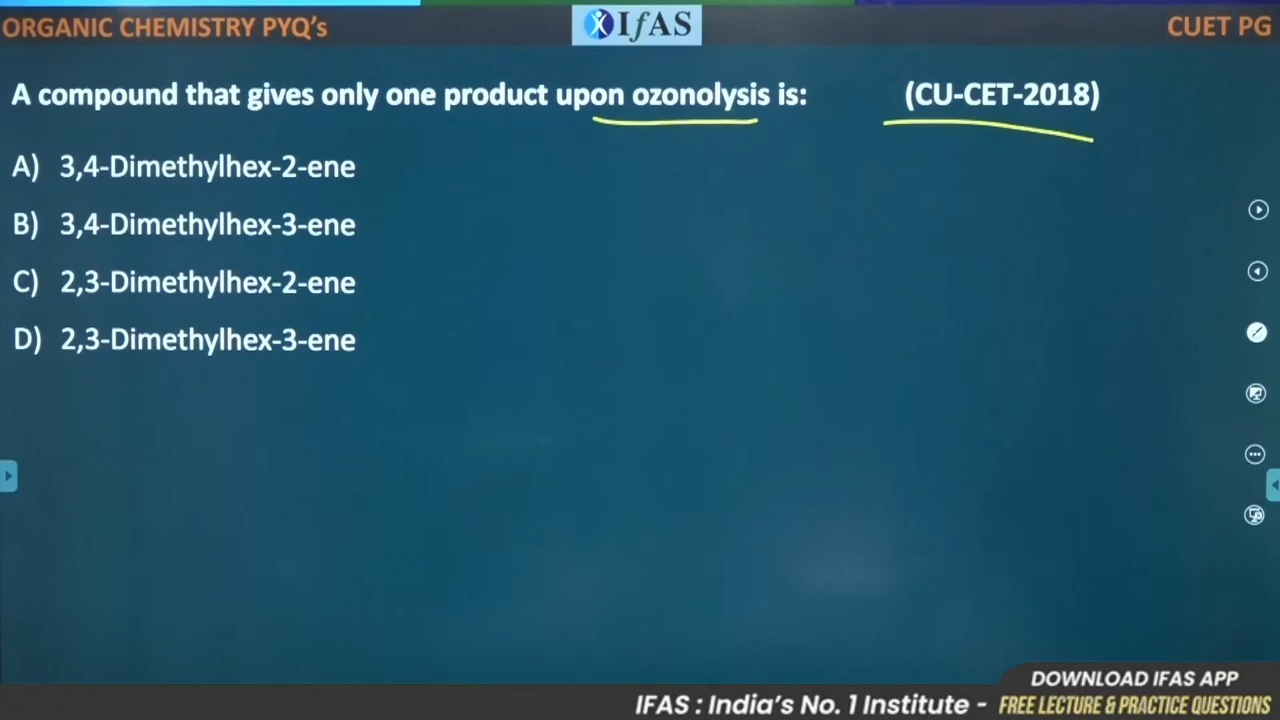 ORGANIC CHEMISTRY PYQ's
IfAS
CUET PG
A compound that gives only one product upon ozonolysis is: (CU-CET-2018)
A) 3,4-Dimethylhex-2-ene
B) 3,4-Dimethylhex-3-ene
C) 2,3-Dimethylhex-2-ene
D) 2,3-Dimethylhex-3-ene
DOWNLOAD IFAS APP
IFAS : India's No. 1 Institute - FREE LECTURE & PRACTICE QUESTIONS